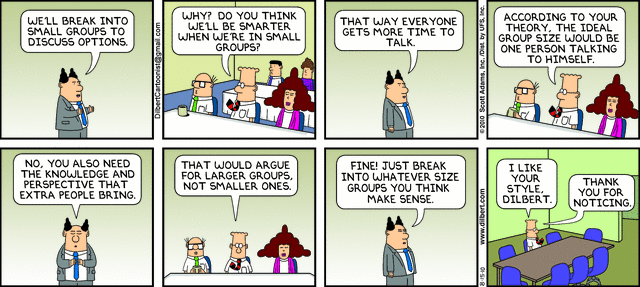 WE'LL BREAK INTO
SMALL GROUPS TO
DISCUSS OPTIONS.
DilbertCartoonist@gmail.com
WHY? DO YOU THINK
WE'LL BE SMARTER
WHEN WE'RE IN SMALL
GROUPS?
THAT WAY EVERYONE
GETS MORE TIME TO
TALK.
©2010 Scott Adams, Inc. /Dist. by UFS, Inc.
ACCORDING TO YOUR
THEORY, THE IDEAL
GROUP SIZE WOULD BE
ONE PERSON TALKING
TO HIMSELF.
NO, YOU ALSO NEED
THE KNOWLEDGE AND
PERSPECTIVE THAT
EXTRA PEOPLE BRING.
THAT WOULD ARGUE
FOR LARGER GROUPS,
NOT SMALLER ONES.
FINE! JUST BREAK
INTO WHATEVER SIZE
GROUPS YOU THINK
MAKE SENSE.
www.dilbert.com
8-15-10
I LIKE
YOUR
STYLE,
DILBERT.
THANK
YOU FOR
NOTICING.